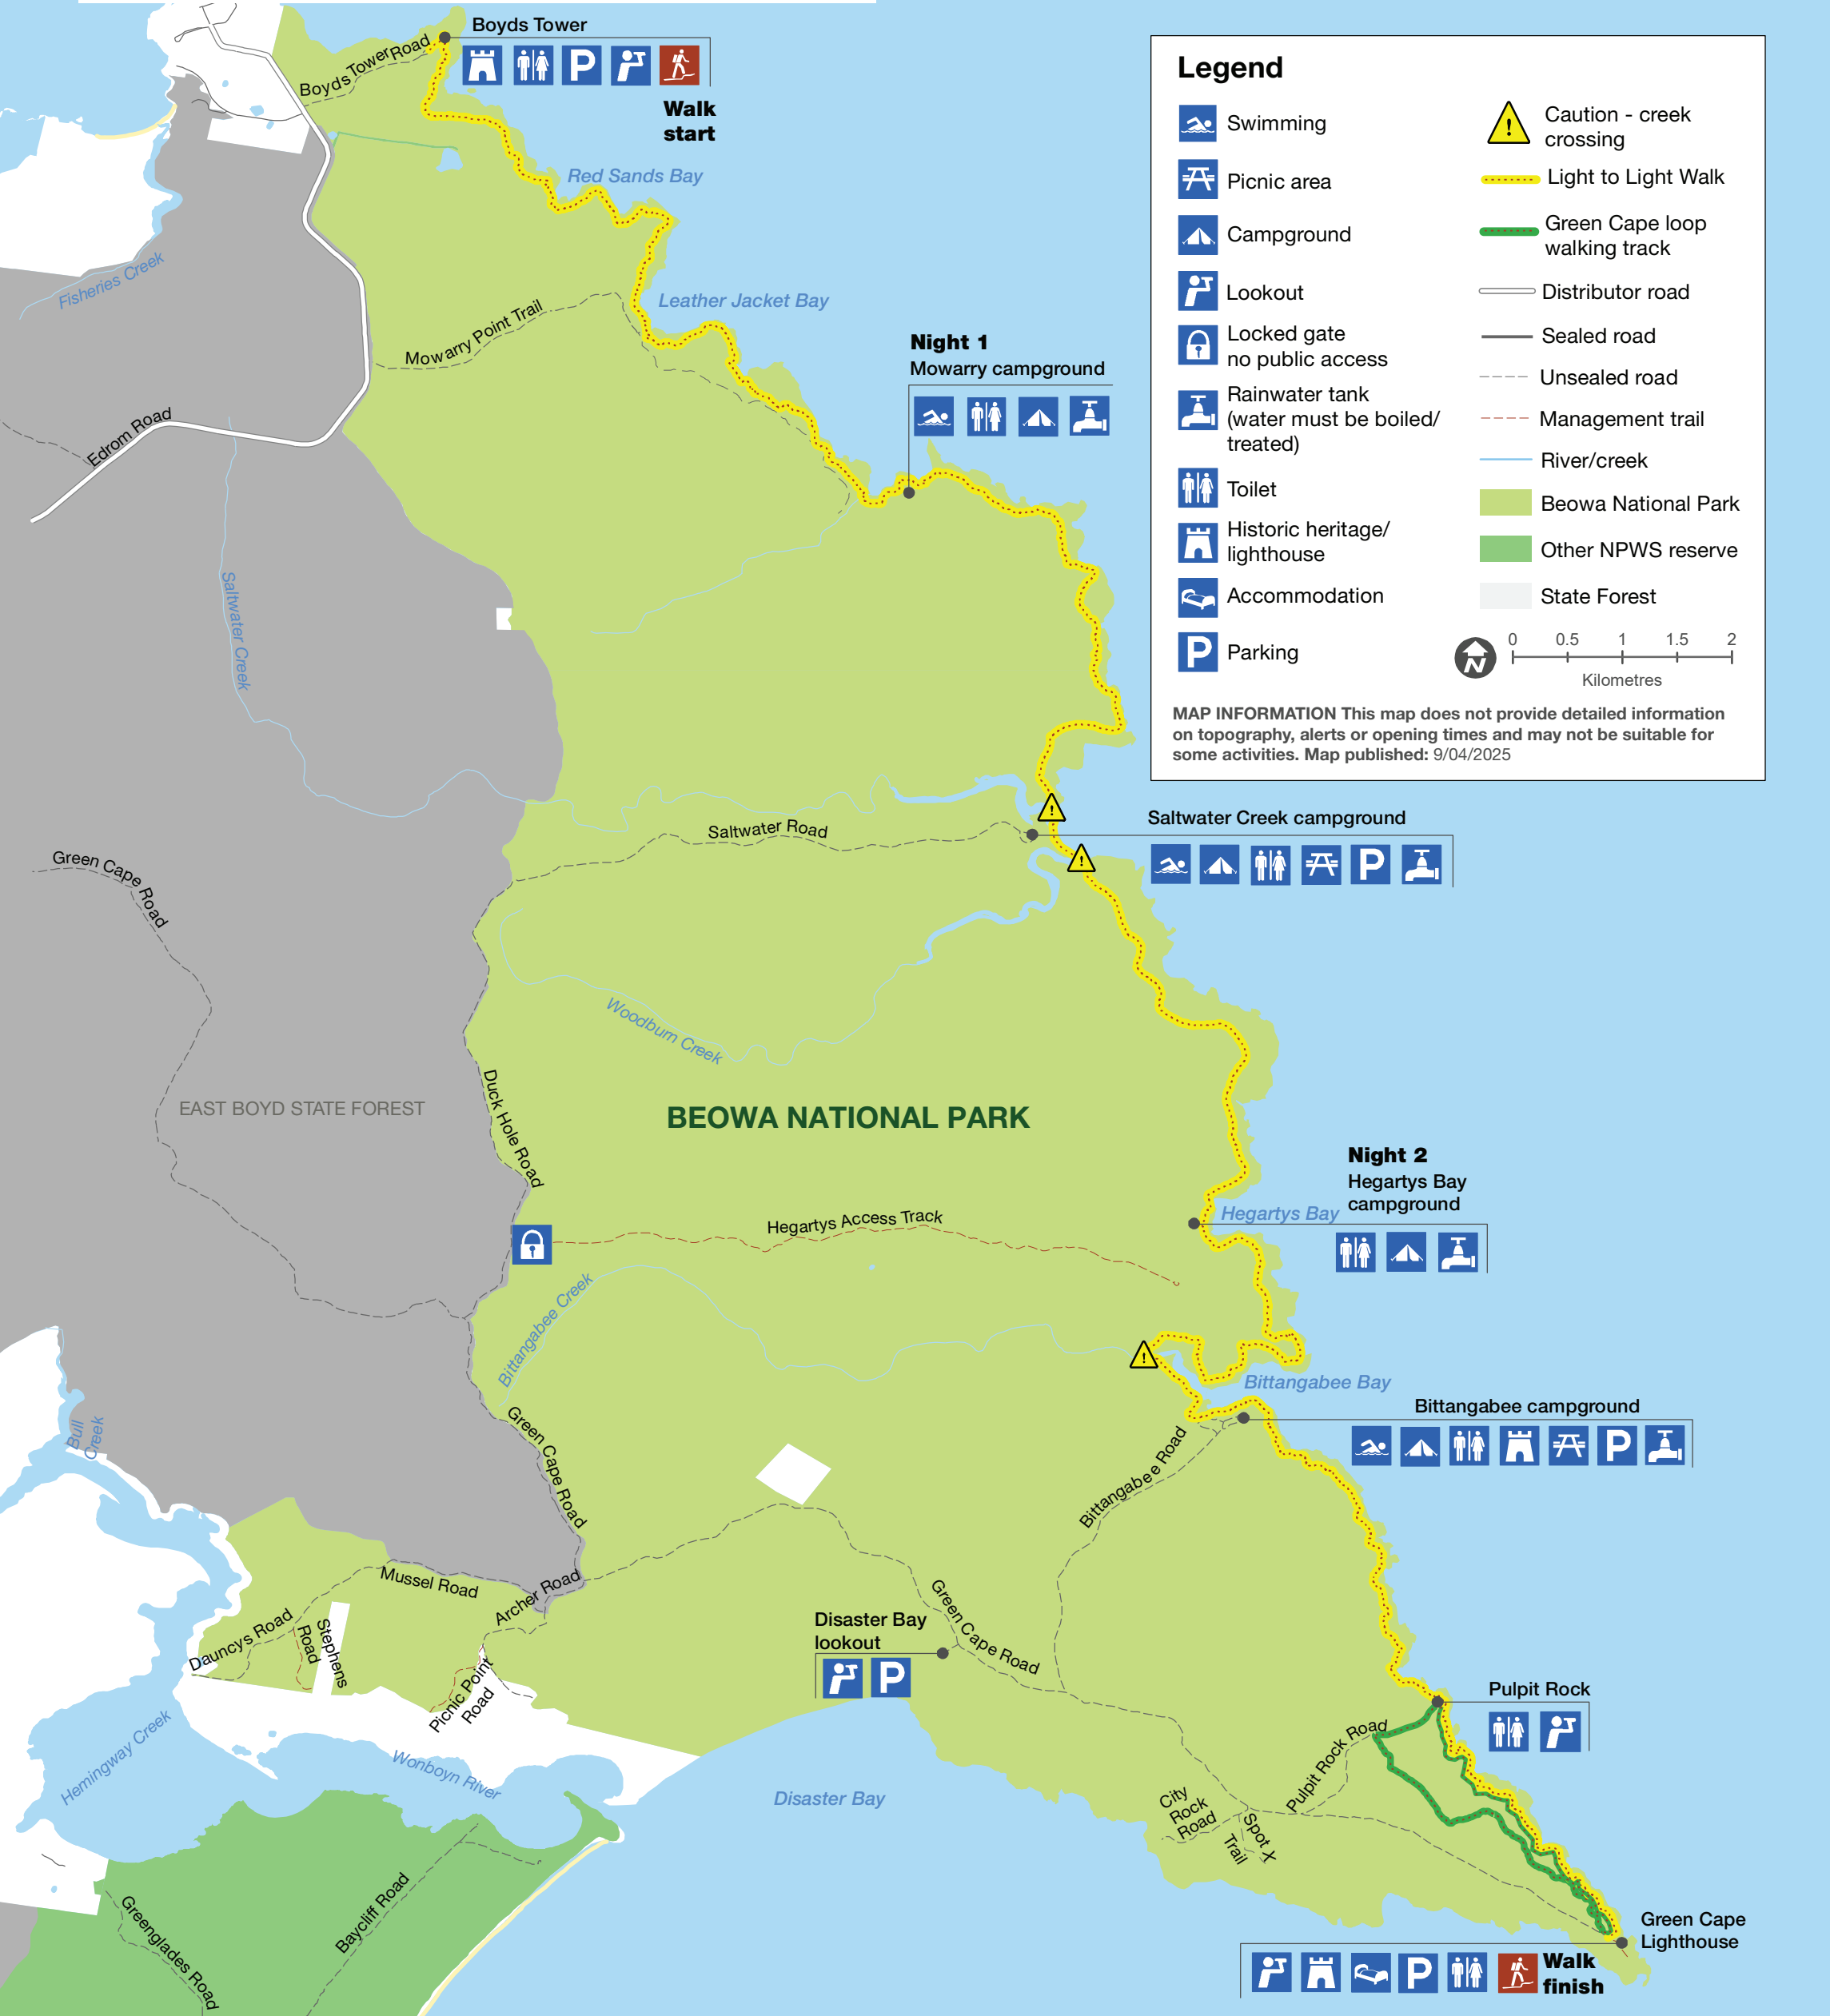 Boyds Tower
Boyds Tower Road
Walk
start
Red Sands Bay
Fisheries Creek
Leather Jacket Bay
Mowarry Point Trail
Night 1
Mowarry campground
Edrom Road
Saltwater Creek
Legend
Swimming
Picnic area
Campground
Lookout
Locked gate
no public access
Rainwater tank
(water must be boiled/
treated)
Toilet
Historic heritage/
lighthouse
Accommodation
P
Parking
Caution - creek
crossing
Light to Light Walk
Green Cape loop
walking track
Distributor road
Sealed road
Unsealed road
Management trail
River/creek
Beowa National Park
Other NPWS reserve
State Forest
N
0 0.5 1 1.5 2
Kilometres
MAP INFORMATION This map does not provide detailed information
on topography, alerts or opening times and may not be suitable for
some activities. Map published: 9/04/2025
Saltwater Creek campground
Saltwater Road
Green Cape Road
Woodburn Creek
Duck Hole Road
EAST BOYD STATE FOREST
BEOWA NATIONAL PARK
Night 2
Hegartys Bay
campground
Hegartys Bay
Hegartys Access Track
Bittangabee Creek
Bittangabee Bay
Bittangabee campground
Bull
Creek
Green Cape Road
Bittangabee Road
Mussel Road
Archer Road
Dauncys Road
Stephens
Road
Picnic Point
Road
Disaster Bay
lookout
Green Cape Road
Pulpit Rock
Pulpit Rock Road
City
Rock
Road
Spot X
Trail
Hemingway Creek
Wonboyn River
Disaster Bay
Baycliff Road
Greenglades Road
Green Cape
Lighthouse
Walk
finish